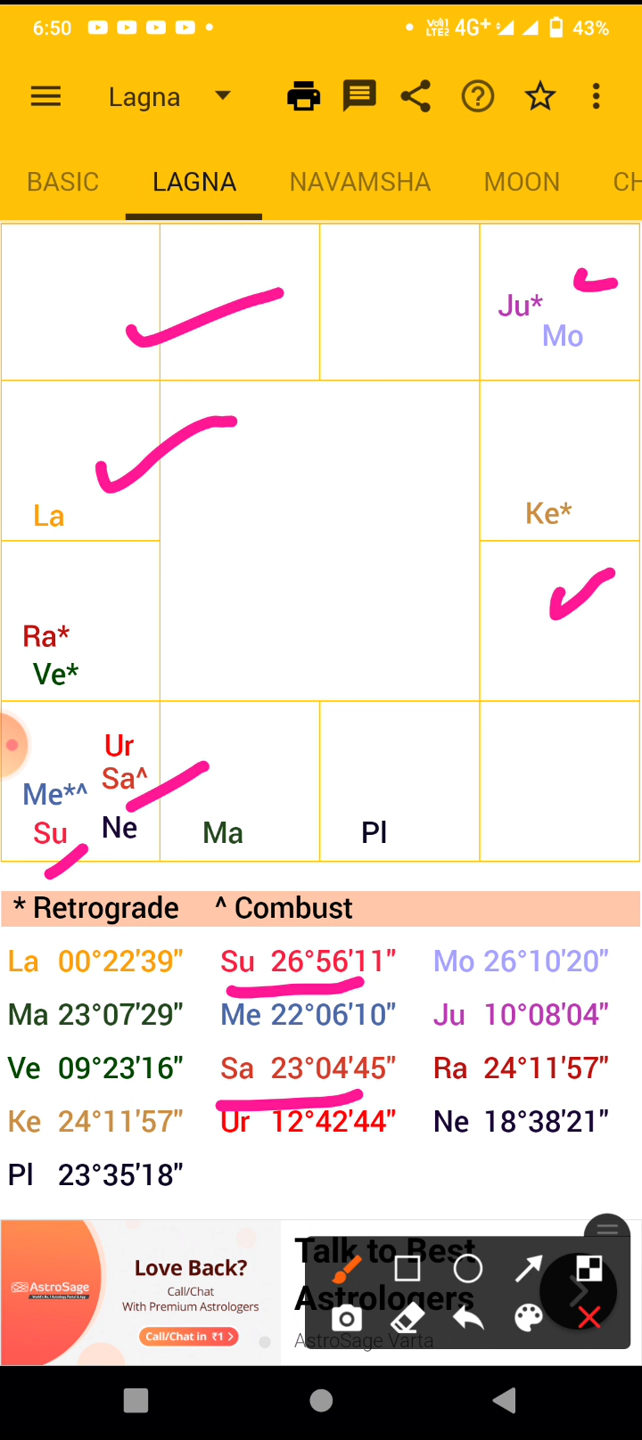 6:50 VoI1 LTE2 4G+ 43%
Lagna
BASIC LAGNA NAVAMSHA MOON CH
Ju*
Mo
La
Ke*
Ra*
Ve*
Ur
Sa^
Me*^
Su Ne Ma Pl
* Retrograde ^ Combust
La 00°22'39" Su 26°56'11" Mo 26°10'20"
Ma 23°07'29" Me 22°06'10" Ju 10°08'04"
Ve 09°23'16" Sa 23°04'45" Ra 24°11'57"
Ke 24°11'57" Ur 12°42'44" Ne 18°38'21"
Pl 23°35'18"
AstroSage
Love Back?
Call/Chat
With Premium Astrologers
Call/Chat in ₹1 >
Talk to Best
Astrologers
AstroSage Varta